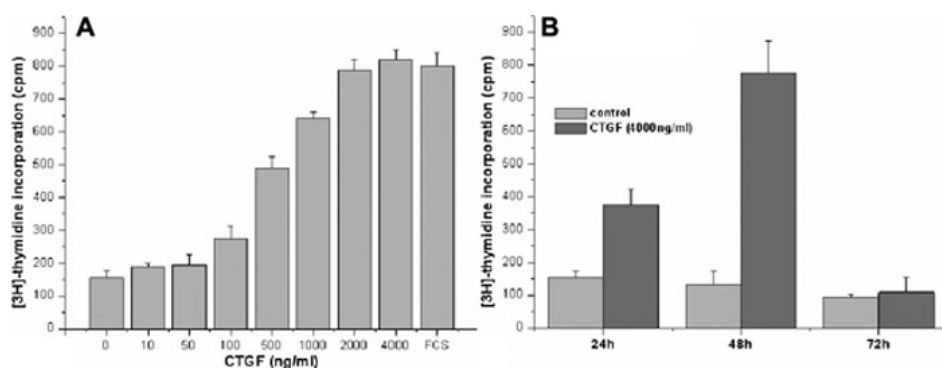 A
[3H]-thymidine incorporation (cpm)
900
800
700
600
500
400
300
200
100
0
0 10 50 100 500 1000 2000 4000 FCS
CTGF (ng/ml)
B
[3H]-thymidine incorporation (cpm)
900
800
700
600
500
400
300
200
100
0
control
CTGF (4000ng/ml)
24h 48h 72h